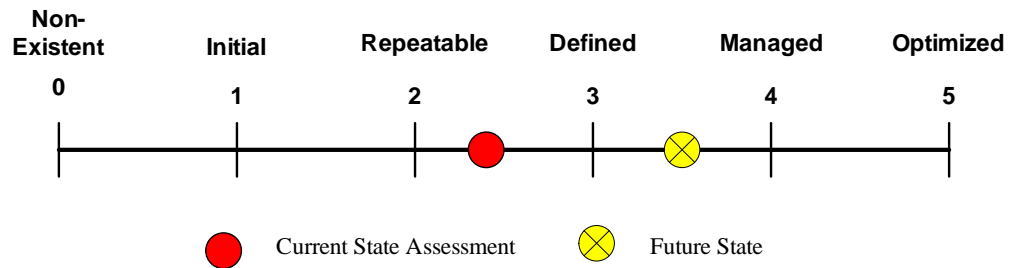 Non-
Existent
Initial
Repeatable
Defined
Managed
Optimized
0
1
2
3
4
5
Current State Assessment
Future State